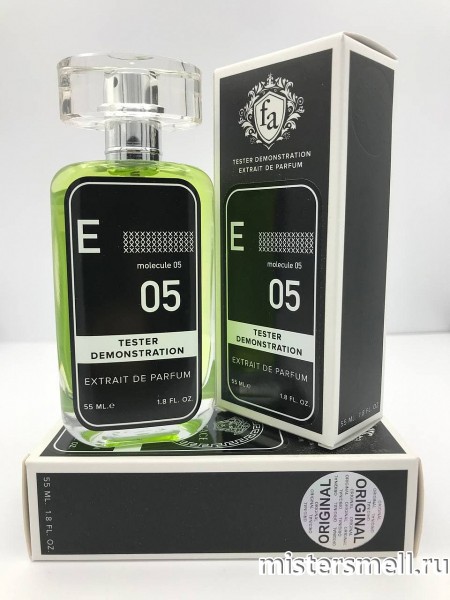 E
molecule 05
05
TESTER
DEMONSTRATION
EXTRAIT DE PARFUM
55 ML.e
1.8 FL. OZ.
fa
TESTER DEMONSTRATION
EXTRAIT DE PARFUM
E
molecule 05
05
TESTER
DEMONSTRATION
EXTRAIT DE PARFUM
55 ML.e
1.8 FL. OZ.
55 ML 1.8 FL. OZ
ORIGINAL
ORIGINAL
mistersmell.ru